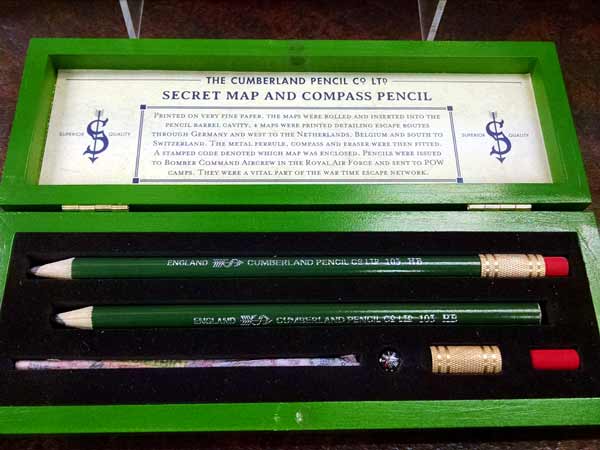 THE CUMBERLAND PENCIL CO LTD
SECRET MAP AND COMPASS PENCIL
PRINTED ON VERY FINE PAPER, THE MAPS WERE ROLLED AND INSERTED INTO THE
PENCIL BARREL CAVITY. 4 MAPS WERE PRINTED DETAILING ESCAPE ROUTES
THROUGH GERMANY AND WEST TO THE NETHERLANDS, BELGIUM AND SOUTH TO
SWITZERLAND. THE METAL FERRULE, COMPASS AND ERASER WERE THEN FITTED.
A STAMPED CODE DENOTED WHICH MAP WAS ENCLOSED. PENCILS WERE ISSUED
TO BOMBER COMMAND AIRCREW IN THE ROYAL AIR FORCE AND SENT TO POW
CAMPS. THEY WERE A VITAL PART OF THE WAR TIME ESCAPE NETWORK.
SUPERIOR S QUALITY
SUPERIOR S QUALITY
ENGLAND CUMBERLAND PENCIL CO LTD 103 HB
ENGLAND CUMBERLAND PENCIL CO LTD 103 HB